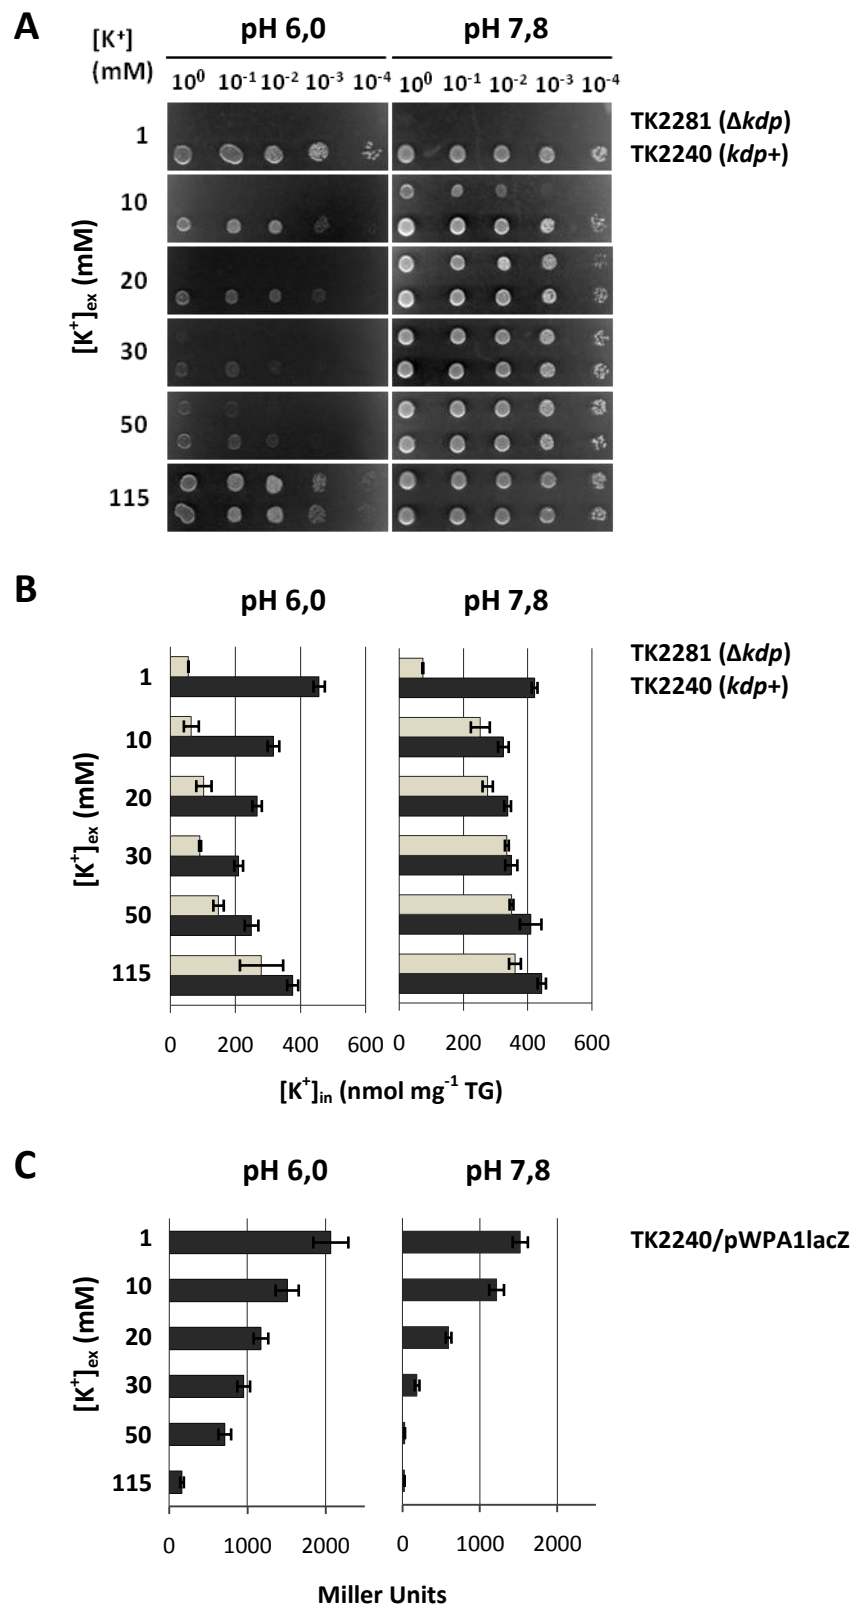 A
pH 6,0 pH 7,8
[K⁺]
(mM)
10⁰ 10⁻¹ 10⁻² 10⁻³ 10⁻⁴ 10⁰ 10⁻¹ 10⁻² 10⁻³ 10⁻⁴
TK2281 (Δkdp)
1
TK2240 (kdp+)
10
20
[K⁺]ₑₓ (mM)
30
50
115
B
pH 6,0 pH 7,8
TK2281 (Δkdp)
1
TK2240 (kdp+)
10
20
[K⁺]ₑₓ (mM)
30
50
115
0 200 400 600 0 200 400 600
[K⁺]ᵢₙ (nmol mg⁻¹ TG)
C
pH 6,0 pH 7,8
1 TK2240/pWPA1lacZ
10
20
[K⁺]ₑₓ (mM)
30
50
115
0 1000 2000 0 1000 2000
Miller Units